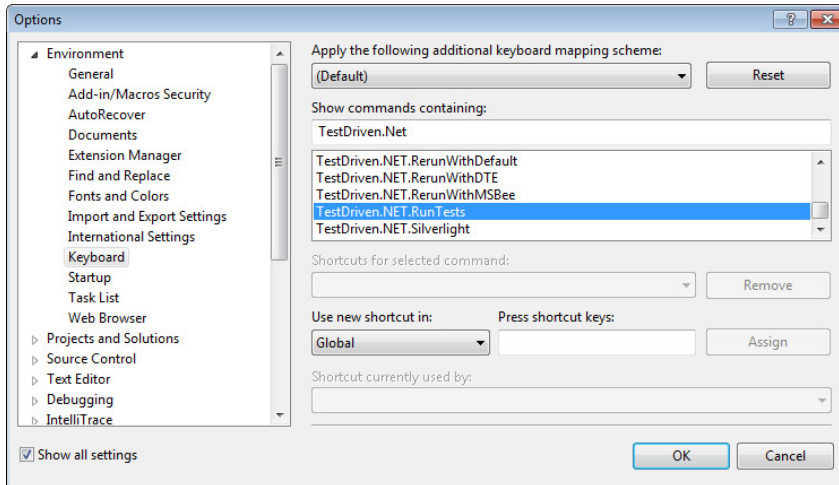 Options
Environment
General
Add-in/Macros Security
AutoRecover
Documents
Extension Manager
Find and Replace
Fonts and Colors
Import and Export Settings
International Settings
Keyboard
Startup
Task List
Web Browser
Projects and Solutions
Source Control
Text Editor
Debugging
IntelliTrace
Show all settings
Apply the following additional keyboard mapping scheme:
(Default)
Reset
Show commands containing:
TestDriven.Net
TestDriven.NET.RerunWithDefault
TestDriven.NET.RerunWithDTE
TestDriven.NET.RerunWithMSBee
TestDriven.NET.RunTests
TestDriven.NET.Silverlight
Shortcuts for selected command:
Remove
Use new shortcut in: Press shortcut keys:
Global
Assign
Shortcut currently used by:
OK Cancel